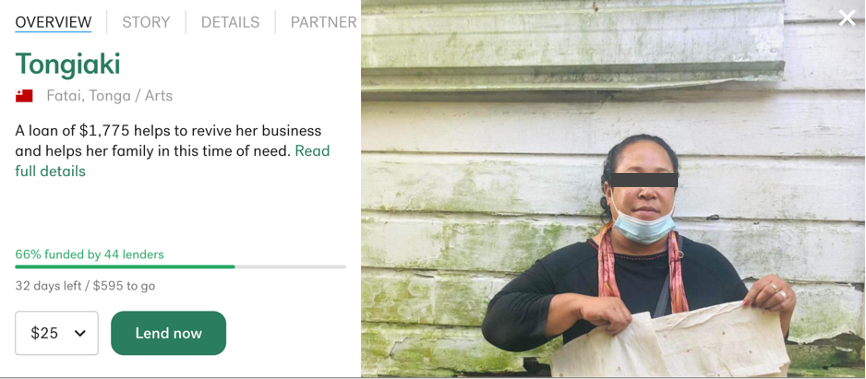 OVERVIEW STORY DETAILS PARTNER
Tongiaki
Fatai, Tonga / Arts
A loan of $1,775 helps to revive her business
and helps her family in this time of need. Read
full details
66% funded by 44 lenders
32 days left / $595 to go
$25 Lend now